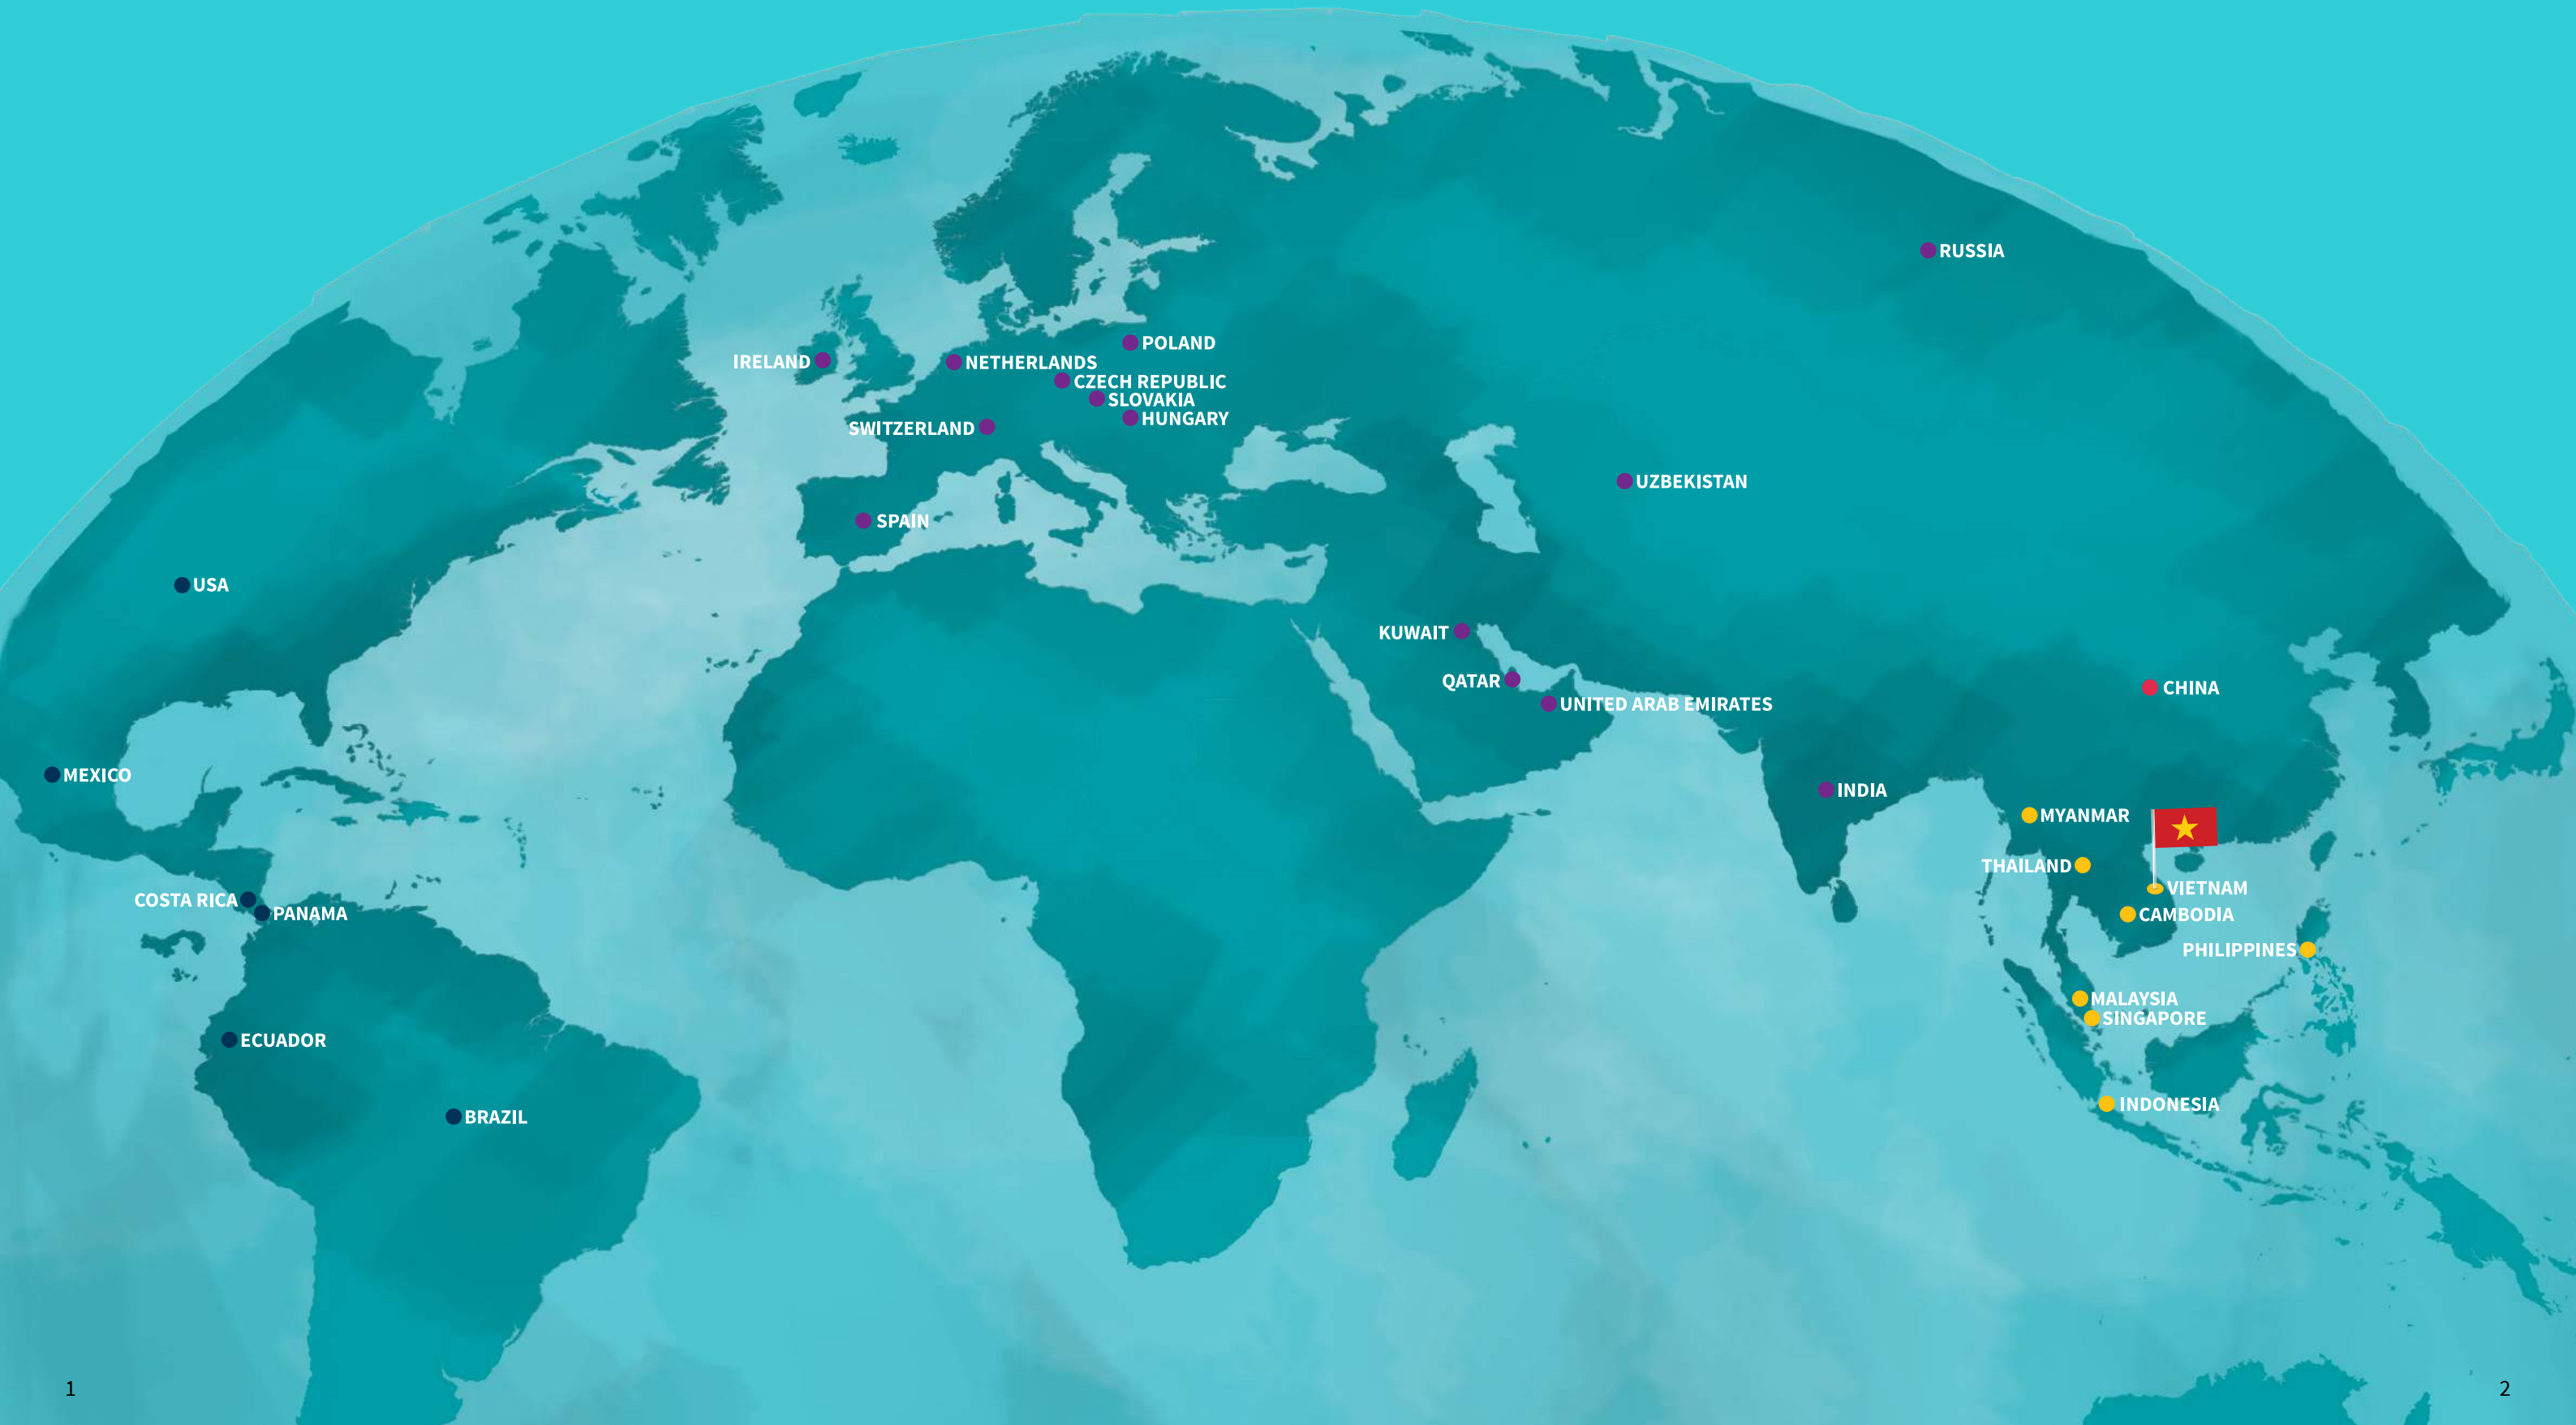 RUSSIA
POLAND
IRELAND
NETHERLANDS
CZECH REPUBLIC
SLOVAKIA
HUNGARY
SWITZERLAND
UZBEKISTAN
SPAIN
USA
KUWAIT
QATAR
CHINA
UNITED ARAB EMIRATES
MEXICO
INDIA
MYANMAR
THAILAND
VIETNAM
COSTA RICA
PANAMA
CAMBODIA
PHILIPPINES
MALAYSIA
SINGAPORE
ECUADOR
INDONESIA
BRAZIL
1
2